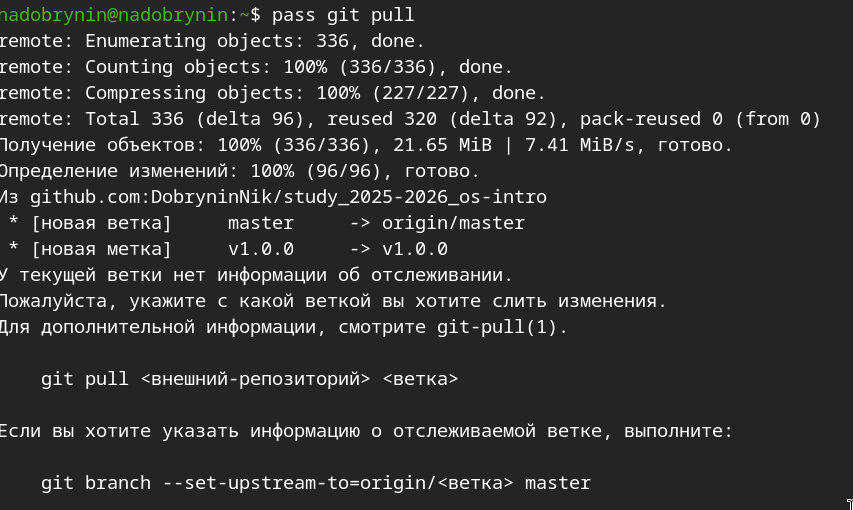 nadobrynin@nadobrynin:~$ pass git pull
remote: Enumerating objects: 336, done.
remote: Counting objects: 100% (336/336), done.
remote: Compressing objects: 100% (227/227), done.
remote: Total 336 (delta 96), reused 320 (delta 92), pack-reused 0 (from 0)
Получение объектов: 100% (336/336), 21.65 MiB | 7.41 MiB/s, готово.
Определение изменений: 100% (96/96), готово.
Из github.com:DobryninNik/study_2025-2026_os-intro
 * [новая ветка]     master     -> origin/master
 * [новая метка]     v1.0.0     -> v1.0.0
У текущей ветки нет информации об отслеживании.
Пожалуйста, укажите с какой веткой вы хотите слить изменения.
Для дополнительной информации, смотрите git-pull(1).

    git pull <внешний-репозиторий> <ветка>

Если вы хотите указать информацию о отслеживаемой ветке, выполните:

    git branch --set-upstream-to=origin/<ветка> master